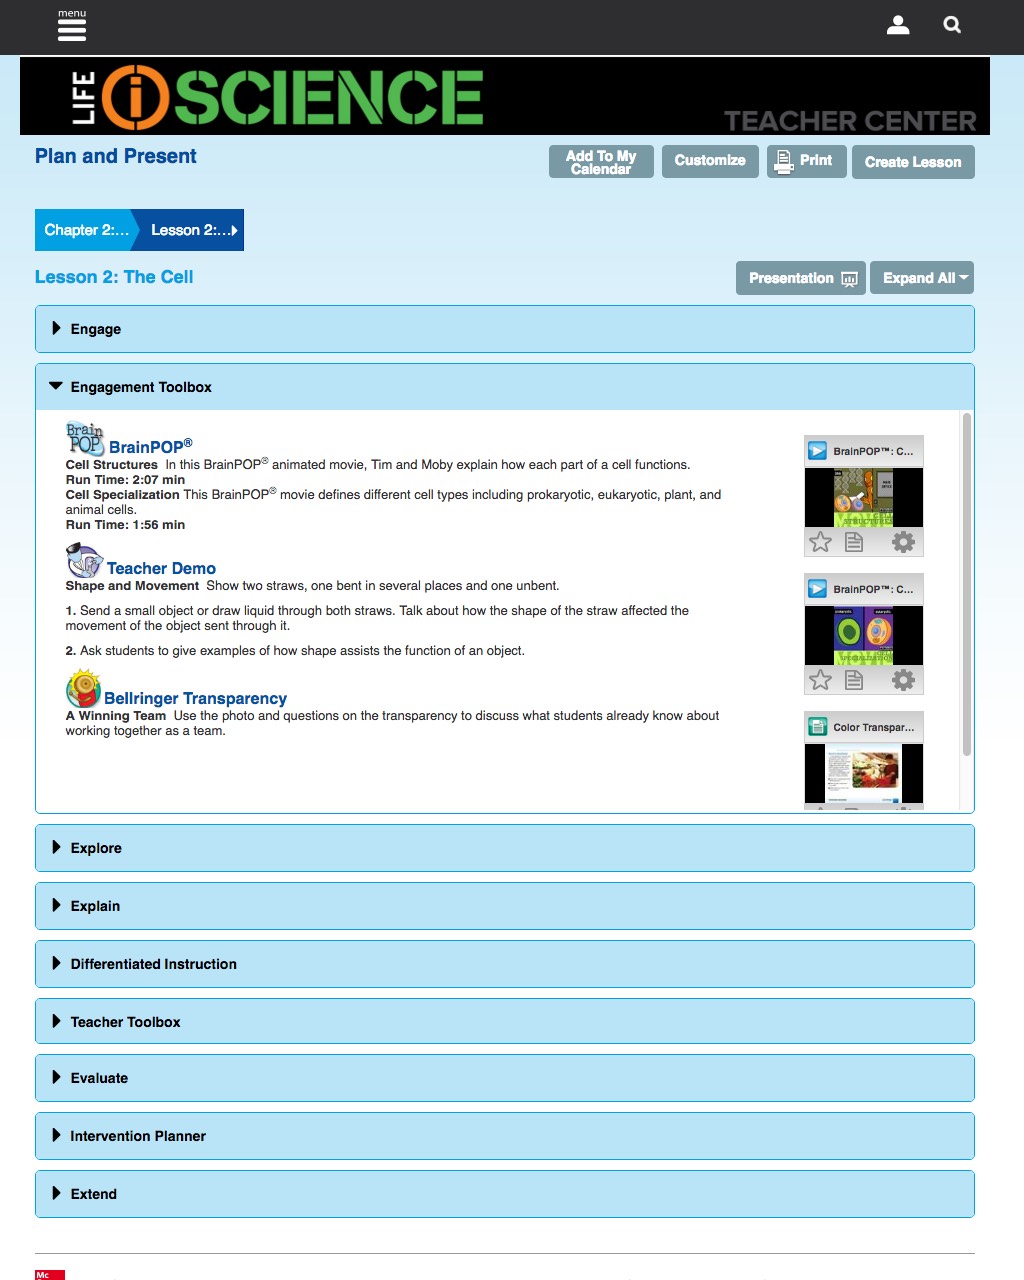 menu
LIFE iSCIENCE
TEACHER CENTER
Plan and Present
Add To My Calendar
Customize
Print
Create Lesson
Chapter 2:...
Lesson 2:...
Lesson 2: The Cell
Presentation
Expand All
Engage
Engagement Toolbox
Brain POP BrainPOP®
Cell Structures In this BrainPOP® animated movie, Tim and Moby explain how each part of a cell functions.
Run Time: 2:07 min
Cell Specialization This BrainPOP® movie defines different cell types including prokaryotic, eukaryotic, plant, and
animal cells.
Run Time: 1:56 min
Teacher Demo
Shape and Movement Show two straws, one bent in several places and one unbent.
1. Send a small object or draw liquid through both straws. Talk about how the shape of the straw affected the
movement of the object sent through it.
2. Ask students to give examples of how shape assists the function of an object.
Bellringer Transparency
A Winning Team Use the photo and questions on the transparency to discuss what students already know about
working together as a team.
BrainPOP™: C...
STRUCTURES
BrainPOP™: C...
prokaryotic eukaryotic
SPECIALIZATION
Color Transpar...
Explore
Explain
Differentiated Instruction
Teacher Toolbox
Evaluate
Intervention Planner
Extend
Mc